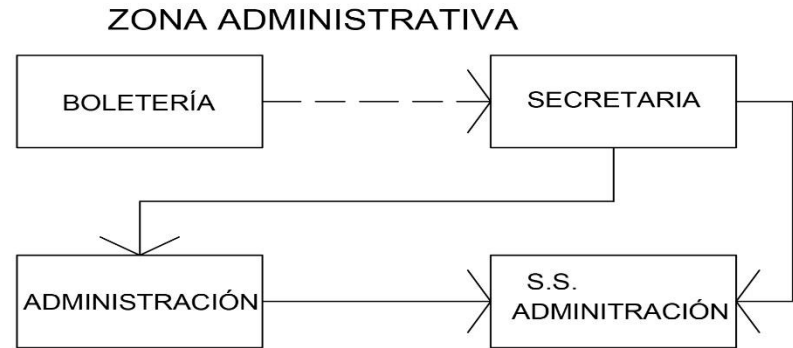 ZONA ADMINISTRATIVA
BOLETERÍA
SECRETARIA
ADMINISTRACIÓN
S.S.
ADMINITRACIÓN